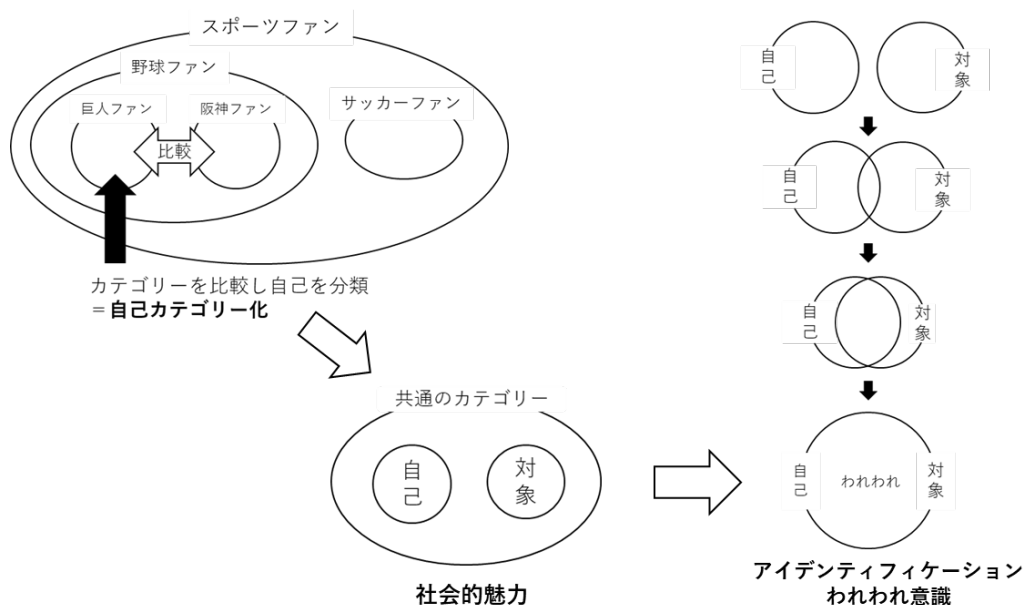 スポーツファン
野球ファン
巨人ファン
阪神ファン
サッカーファン
比較
カテゴリーを比較し自己を分類
＝自己カテゴリー化
共通のカテゴリー
自己
対象
社会的魅力
自己
対象
自己
対象
自己
対象
自己
われわれ
対象
アイデンティフィケーション
われわれ意識